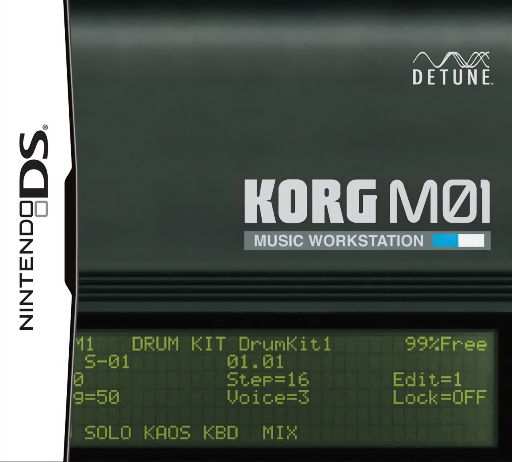 NINTENDO DS®
DETUNE™
KORG M01
MUSIC WORKSTATION
M1 DRUM KIT DrumKit1 99%Free
S-01 01.01
0 Step=16 Edit=1
9=50 Voice=3 Lock=OFF
SOLO KAOS KBD MIX